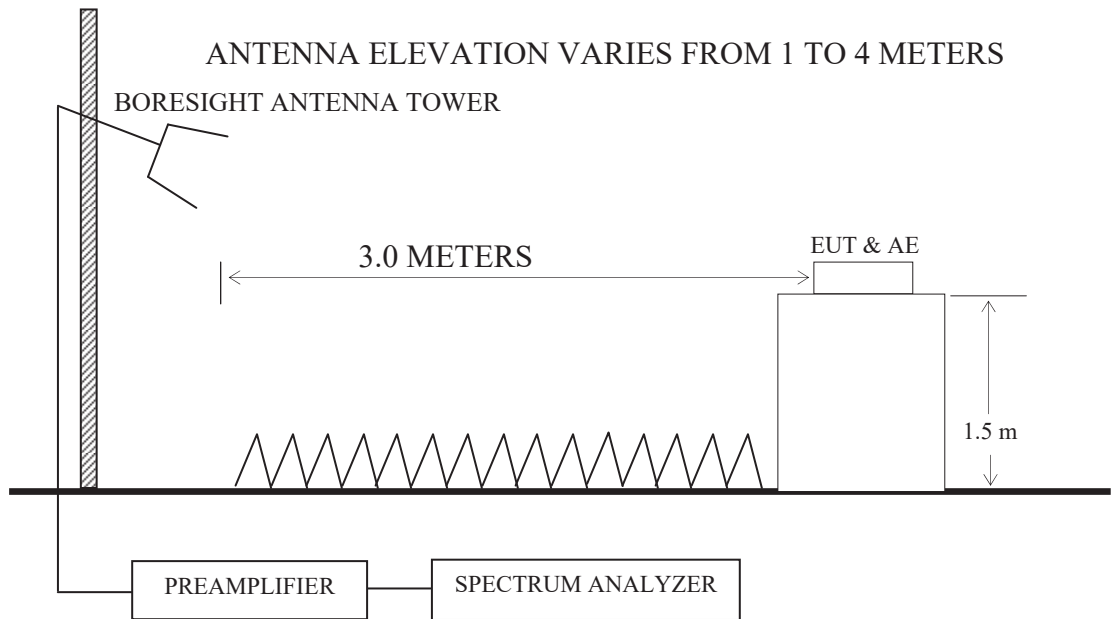 ANTENNA ELEVATION VARIES FROM 1 TO 4 METERS
BORESIGHT ANTENNA TOWER
EUT & AE
3.0 METERS
1.5 m
PREAMPLIFIER
SPECTRUM ANALYZER